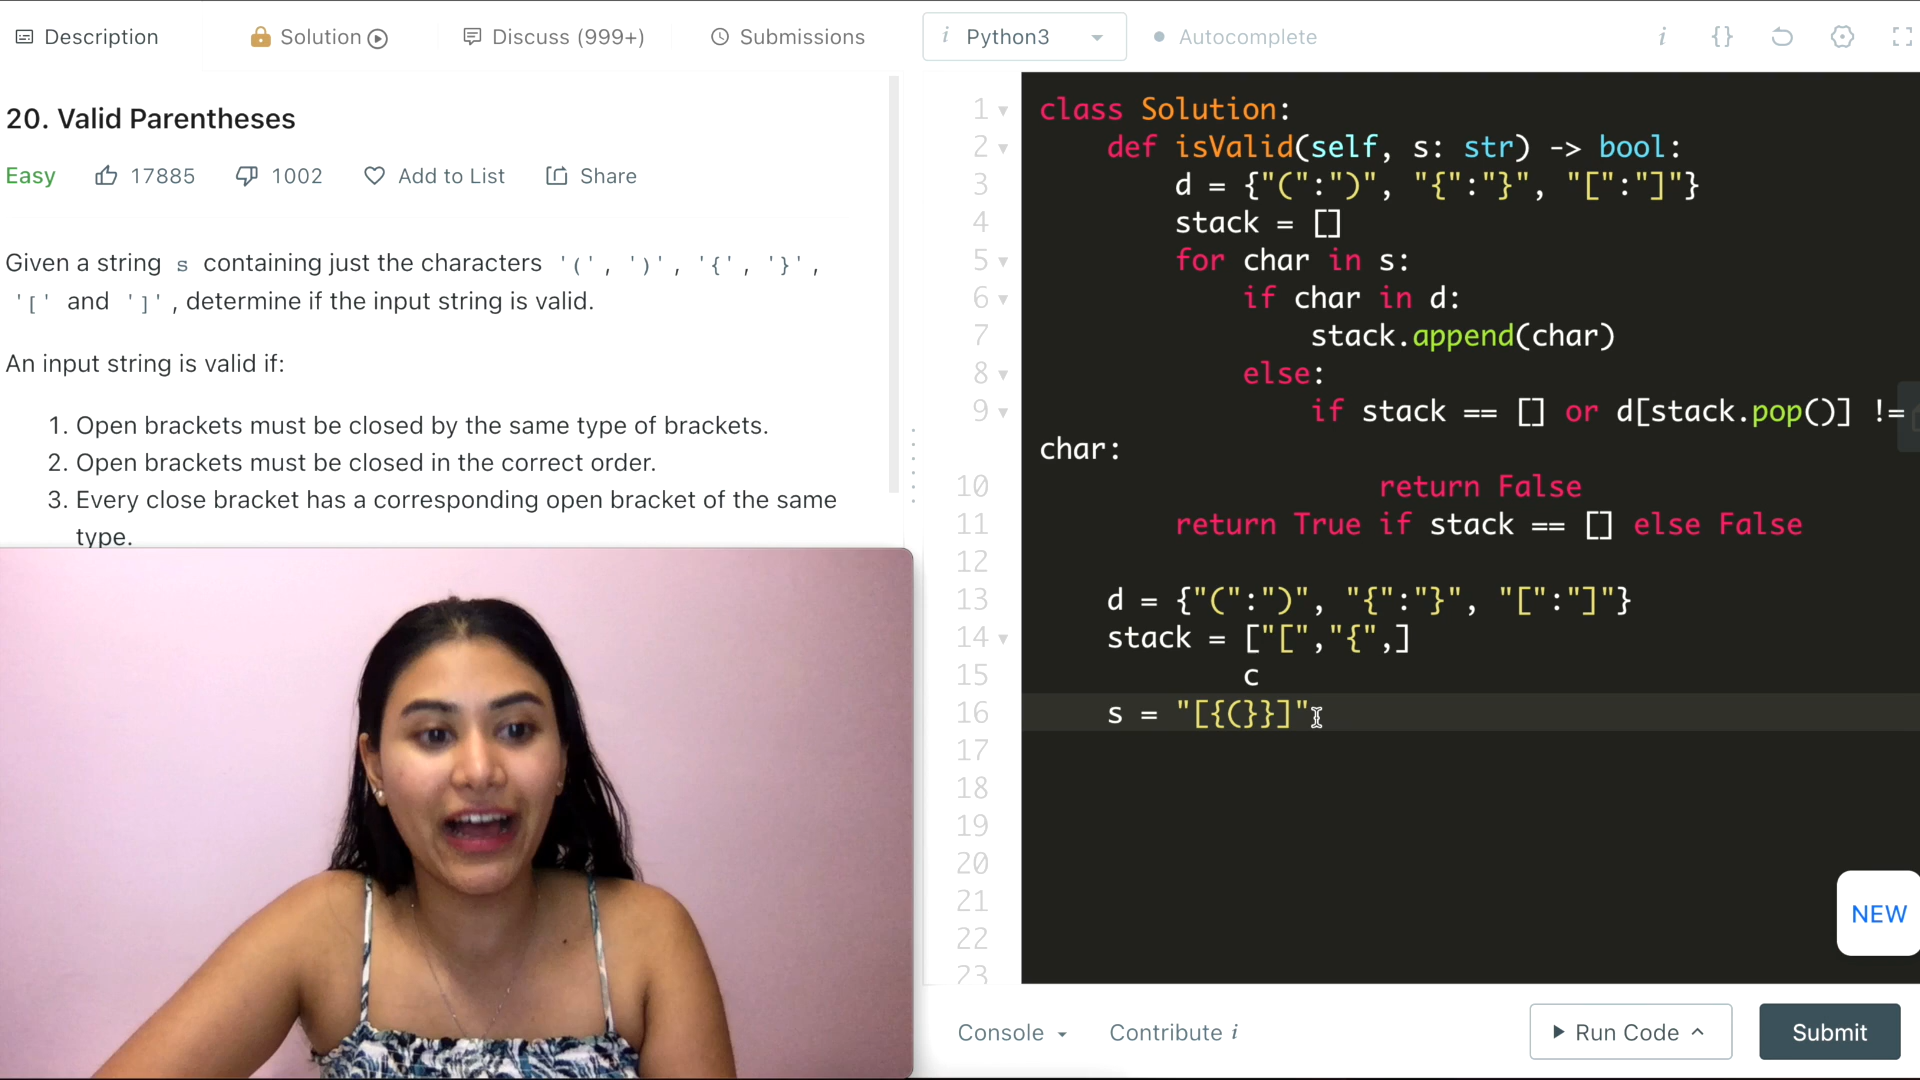 Description
Solution
Discuss (999+)
Submissions
i Python3
Autocomplete
i {}
20. Valid Parentheses
Easy 17885 1002 Add to List Share
Given a string s containing just the characters '(', ')', '{', '}',
'[' and ']', determine if the input string is valid.
An input string is valid if:
1. Open brackets must be closed by the same type of brackets.
2. Open brackets must be closed in the correct order.
3. Every close bracket has a corresponding open bracket of the same
type.
1 class Solution:
2 def isValid(self, s: str) -> bool:
3 d = {"(":")", "{":"}", "[":"]"}
4 stack = []
5 for char in s:
6 if char in d:
7 stack.append(char)
8 else:
9 if stack == [] or d[stack.pop()] !=
char:
10 return False
11 return True if stack == [] else False
12
13 d = {"(":")", "{":"}", "[":"]"}
14 stack = ["[","{",]
15 c
16 s = "[{(}}]"
17
18
19
20
21
22
23
NEW
Console
Contribute i
Run Code
Submit